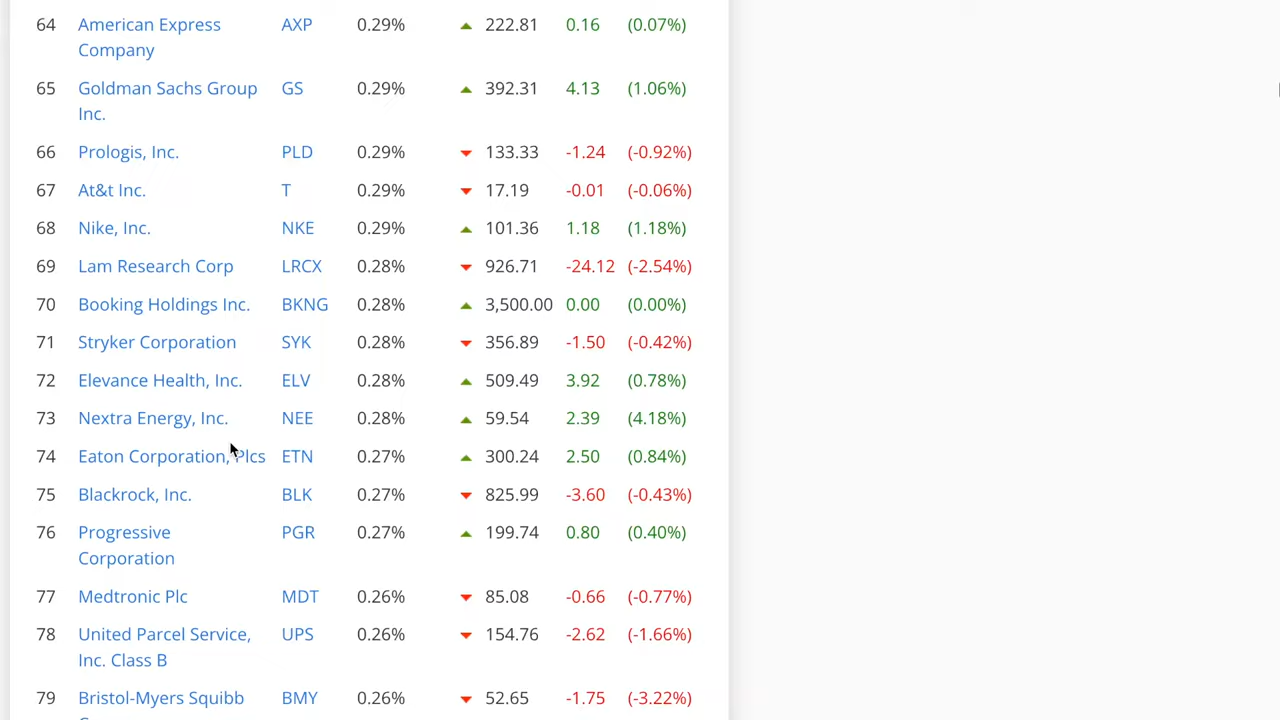 64 American Express AXP 0.29% 222.81 0.16 (0.07%)
Company
65 Goldman Sachs Group GS 0.29% 392.31 4.13 (1.06%)
Inc.
66 Prologis, Inc. PLD 0.29% 133.33 -1.24 (-0.92%)
67 At&t Inc. T 0.29% 17.19 -0.01 (-0.06%)
68 Nike, Inc. NKE 0.29% 101.36 1.18 (1.18%)
69 Lam Research Corp LRCX 0.28% 926.71 -24.12 (-2.54%)
70 Booking Holdings Inc. BKNG 0.28% 3,500.00 0.00 (0.00%)
71 Stryker Corporation SYK 0.28% 356.89 -1.50 (-0.42%)
72 Elevance Health, Inc. ELV 0.28% 509.49 3.92 (0.78%)
73 Nextra Energy, Inc. NEE 0.28% 59.54 2.39 (4.18%)
74 Eaton Corporation, Plcs ETN 0.27% 300.24 2.50 (0.84%)
75 Blackrock, Inc. BLK 0.27% 825.99 -3.60 (-0.43%)
76 Progressive PGR 0.27% 199.74 0.80 (0.40%)
Corporation
77 Medtronic Plc MDT 0.26% 85.08 -0.66 (-0.77%)
78 United Parcel Service, UPS 0.26% 154.76 -2.62 (-1.66%)
Inc. Class B
79 Bristol-Myers Squibb BMY 0.26% 52.65 -1.75 (-3.22%)